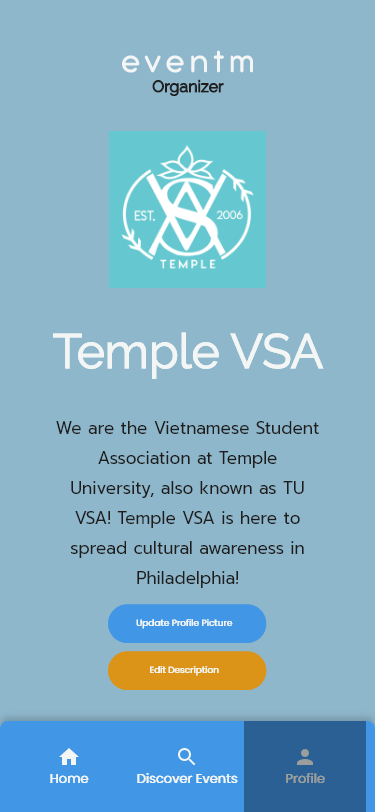 eventm
Organizer
EST. 2006
TEMPLE
Temple VSA
We are the Vietnamese Student
Association at Temple
University, also known as TU
VSA! Temple VSA is here to
spread cultural awareness in
Philadelphia!
Update Profile Picture
Edit Description
Home Discover Events Profile